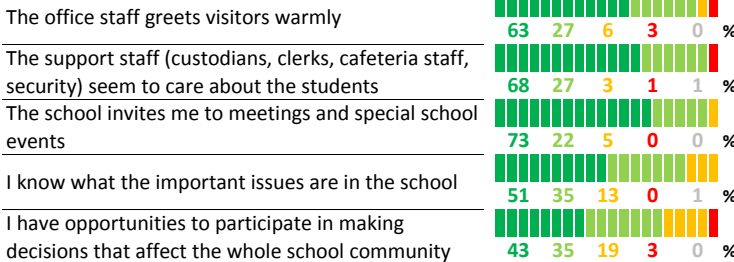 The office staff greets visitors warmly
63 27 6 3 0 %
The support staff (custodians, clerks, cafeteria staff,
security) seem to care about the students
68 27 3 1 1 %
The school invites me to meetings and special school
events
73 22 5 0 0 %
I know what the important issues are in the school
51 35 13 0 1 %
I have opportunities to participate in making
decisions that affect the whole school community
43 35 19 3 0 %